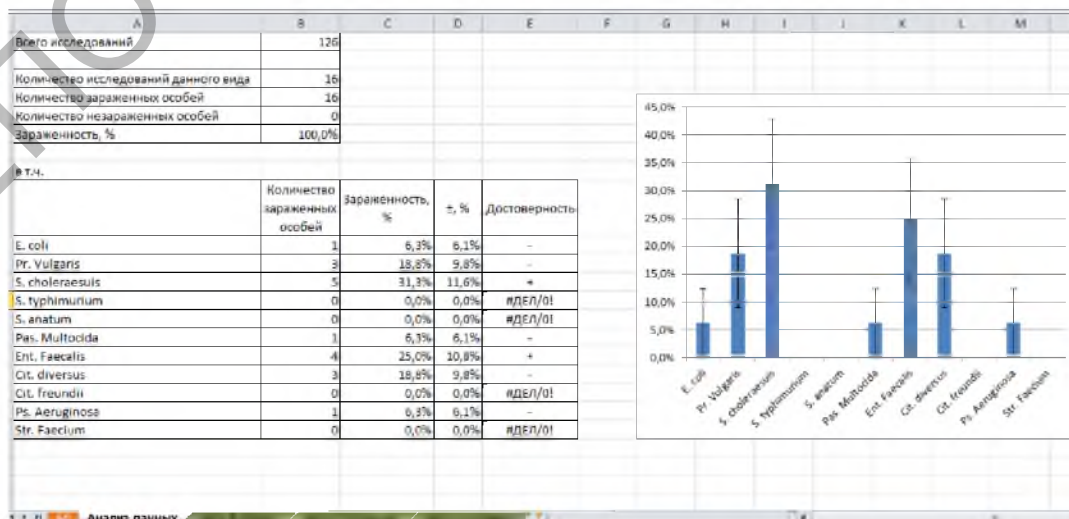 A B C D E F G H I J K L M
Всего исследований 126
Количество исследований данного вида 16
Количество зараженных особей 16
Количество незараженных особей 0
Зараженность, % 100,0%
в т.ч.
Количество зараженных особей Зараженность, % ±, % Достоверность
E. coli 1 6,3% 6,1% -
Pr. Vulgaris 3 18,8% 9,8% -
S. choleraesuis 5 31,3% 11,6% +
S. typhimurium 0 0,0% 0,0% #ДЕЛ/0!
S. anatum 0 0,0% 0,0% #ДЕЛ/0!
Pas. Multocida 1 6,3% 6,1% -
Ent. Faecalis 4 25,0% 10,8% +
Cit. diversus 3 18,8% 9,8% -
Cit. freundii 0 0,0% 0,0% #ДЕЛ/0!
Ps. Aeruginosa 1 6,3% 6,1% -
Str. Faecium 0 0,0% 0,0% #ДЕЛ/0!
45,0%
40,0%
35,0%
30,0%
25,0%
20,0%
15,0%
10,0%
5,0%
0,0%
E. coli
Pr. Vulgaris
S. choleraesuis
S. typhimurium
S. anatum
Pas. Multocida
Ent. Faecalis
Cit. diversus
Cit. freundii
Ps. Aeruginosa
Str. Faecium
Анализ данных